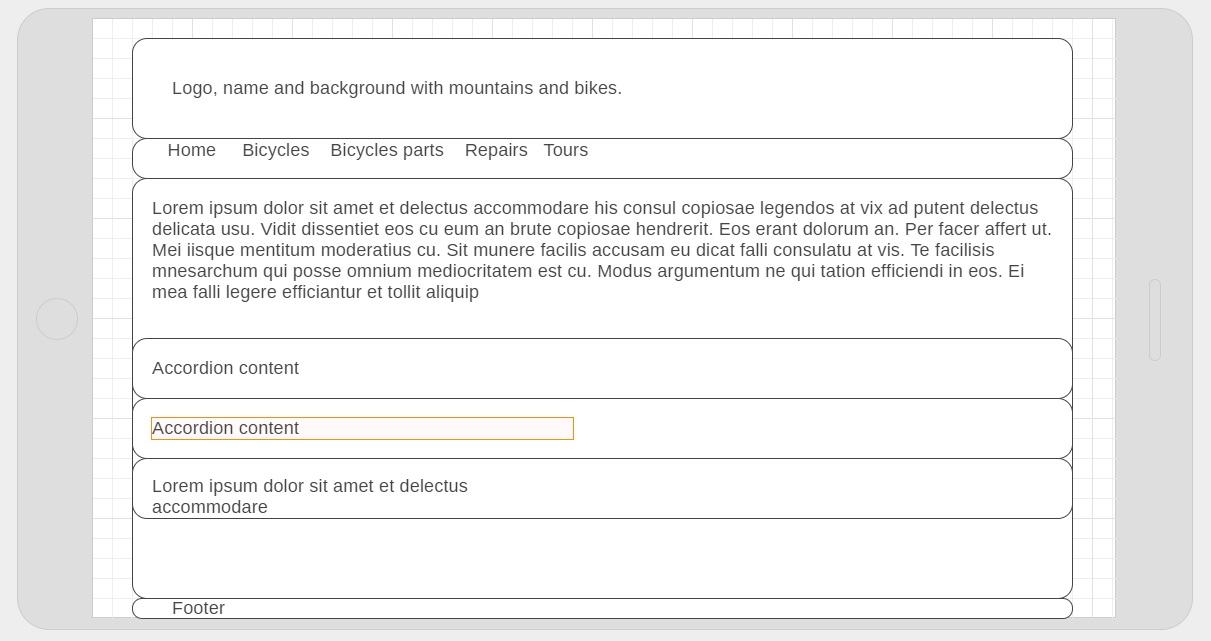 Logo, name and background with mountains and bikes.
Home Bicycles Bicycles parts Repairs Tours
Lorem ipsum dolor sit amet et delectus accommodare his consul copiosae legendos at vix ad putent delectus
delicata usu. Vidit dissentiet eos cu eum an brute copiosae hendrerit. Eos erant dolorum an. Per facer affert ut.
Mei iisque mentitum moderatius cu. Sit munere facilis accusam eu dicat falli consulatu at vis. Te facilisis
mnesarchum qui posse omnium mediocritatem est cu. Modus argumentum ne qui tation efficiendi in eos. Ei
mea falli legere efficiantur et tollit aliquip
Accordion content
Accordion content
Lorem ipsum dolor sit amet et delectus
accommodare
Footer